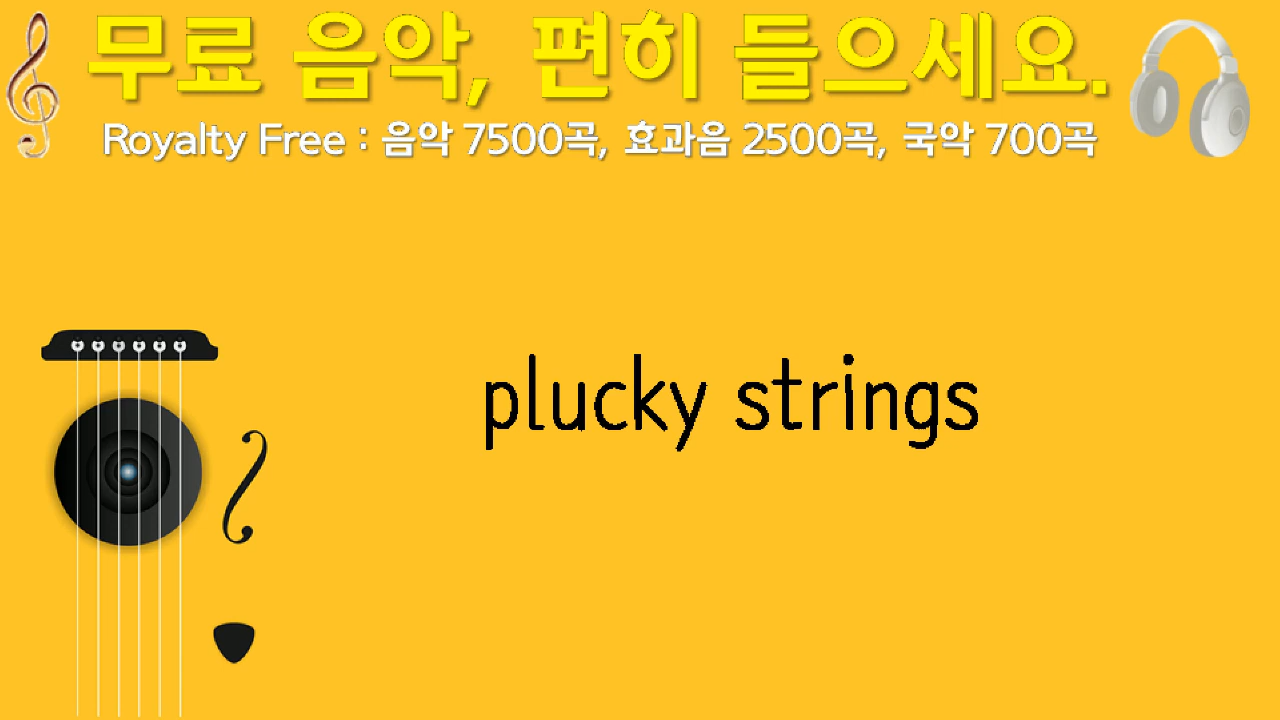 무료 음악, 편히 들으세요.
Royalty Free : 음악 7500곡, 효과음 2500곡, 국악 700곡
plucky strings